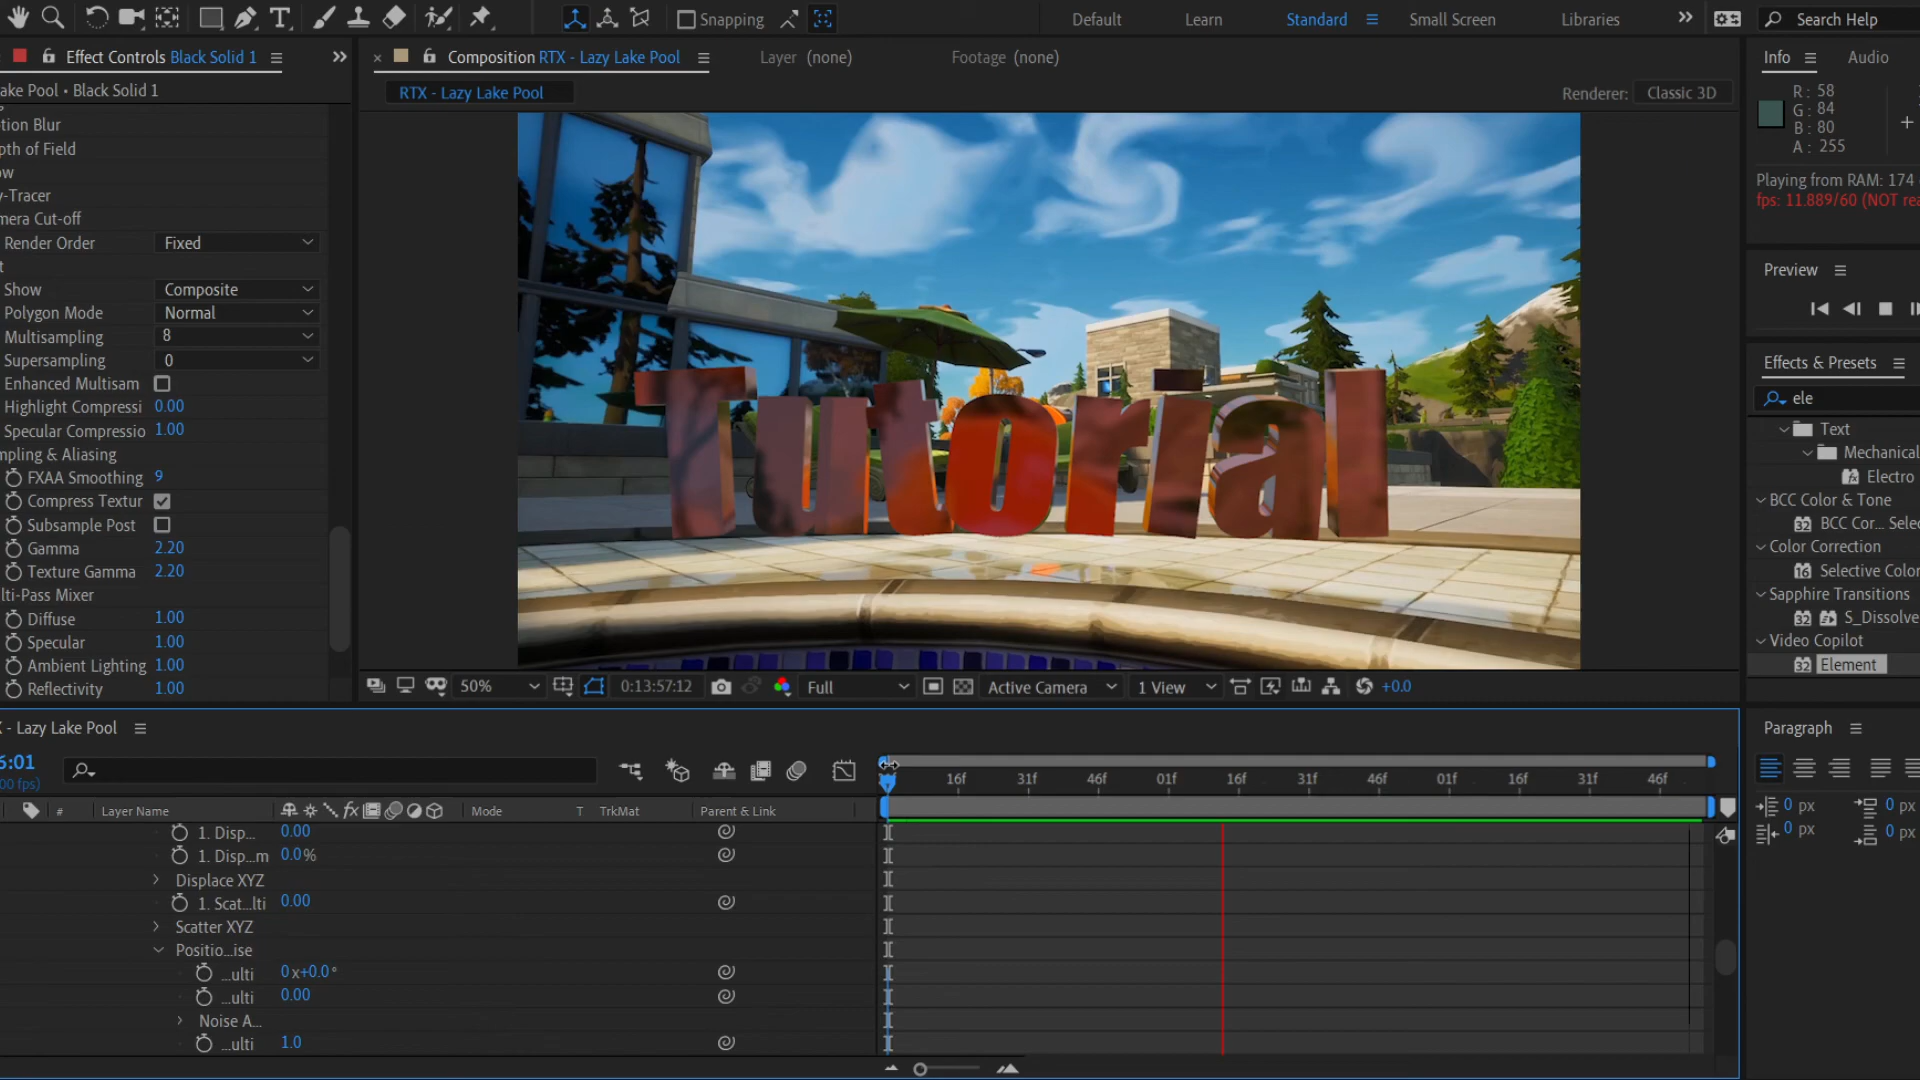 Snapping
Default
Learn
Standard
Small Screen
Libraries
Search Help
Effect Controls Black Solid 1
Composition RTX - Lazy Lake Pool
Layer (none)
Footage (none)
Info
Audio
ake Pool • Black Solid 1
RTX - Lazy Lake Pool
Renderer:
Classic 3D
R: 58
G: 84
B: 80
A: 255
tion Blur
pth of Field
ow
y-Tracer
mera Cut-off
Render Order
Fixed
t
Show
Composite
Polygon Mode
Normal
Multisampling
8
Supersampling
0
Enhanced Multisam
Highlight Compressi
0.00
Specular Compressio
1.00
mpling & Aliasing
FXAA Smoothing
9
Compress Textur
Subsample Post
Gamma
2.20
Texture Gamma
2.20
lti-Pass Mixer
Diffuse
1.00
Specular
1.00
Ambient Lighting
1.00
Reflectivity
1.00
Tutorial
Playing from RAM: 174
fps: 11.889/60 (NOT rea
Preview
Effects & Presets
ele
Text
Mechanical
Electro
BCC Color & Tone
32
BCC Cor... Selec
Color Correction
16
Selective Color
Sapphire Transitions
32
S_Dissolve
Video Copilot
32
Element
50%
0:13:57:12
Full
Active Camera
1 View
+0.0
X - Lazy Lake Pool
6:01
00 fps)
16f
31f
46f
01f
16f
31f
46f
01f
16f
31f
46f
#
Layer Name
fx
Mode
T
TrkMat
Parent & Link
1. Disp...
0.00
1. Disp...m
0.0%
Displace XYZ
1. Scat...lti
0.00
Scatter XYZ
Positio...ise
...ulti
0x+0.0°
...ulti
0.00
Noise A...
...ulti
1.0
Paragraph
0 px
0 px
0 px
0 px